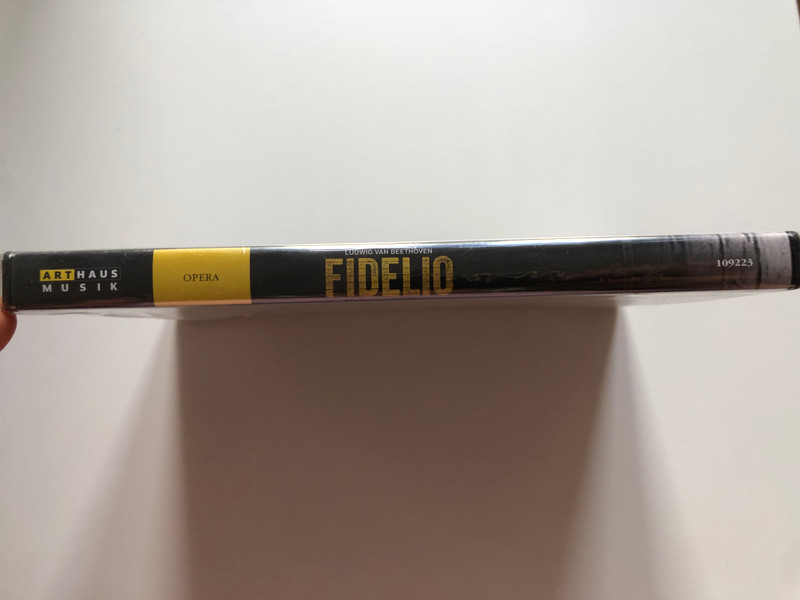 ARTHAUS
MUSIK
OPERA
LUDWIG VAN BEETHOVEN
FIDELIO
109223